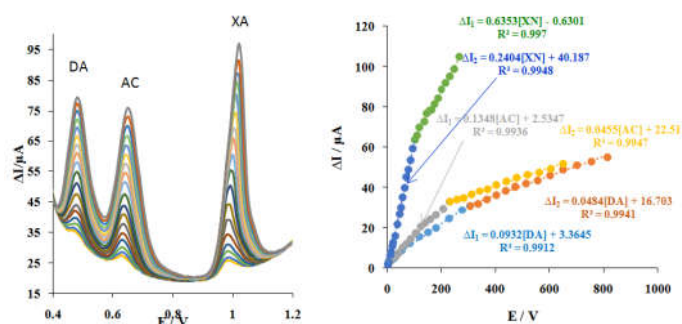 XA
DA
AC
ΔI/µA
95
85
75
65
55
45
35
25
15
0.4
0.6
0.8
1
1.2
E / V
ΔI₁ = 0.6353[XN] - 0.6301
R² = 0.997
ΔI₂ = 0.2404[XN] + 40.187
R² = 0.9948
ΔI₁ = 0.1348[AC] + 2.5347
R² = 0.9936
ΔI₂ = 0.0455[AC] + 22.51
R² = 0.9947
ΔI₂ = 0.0484[DA] + 16.703
R² = 0.9941
ΔI₁ = 0.0932[DA] + 3.3645
R² = 0.9912
ΔI / µA
120
100
80
60
40
20
0
0
200
400
600
800
1000
E / V